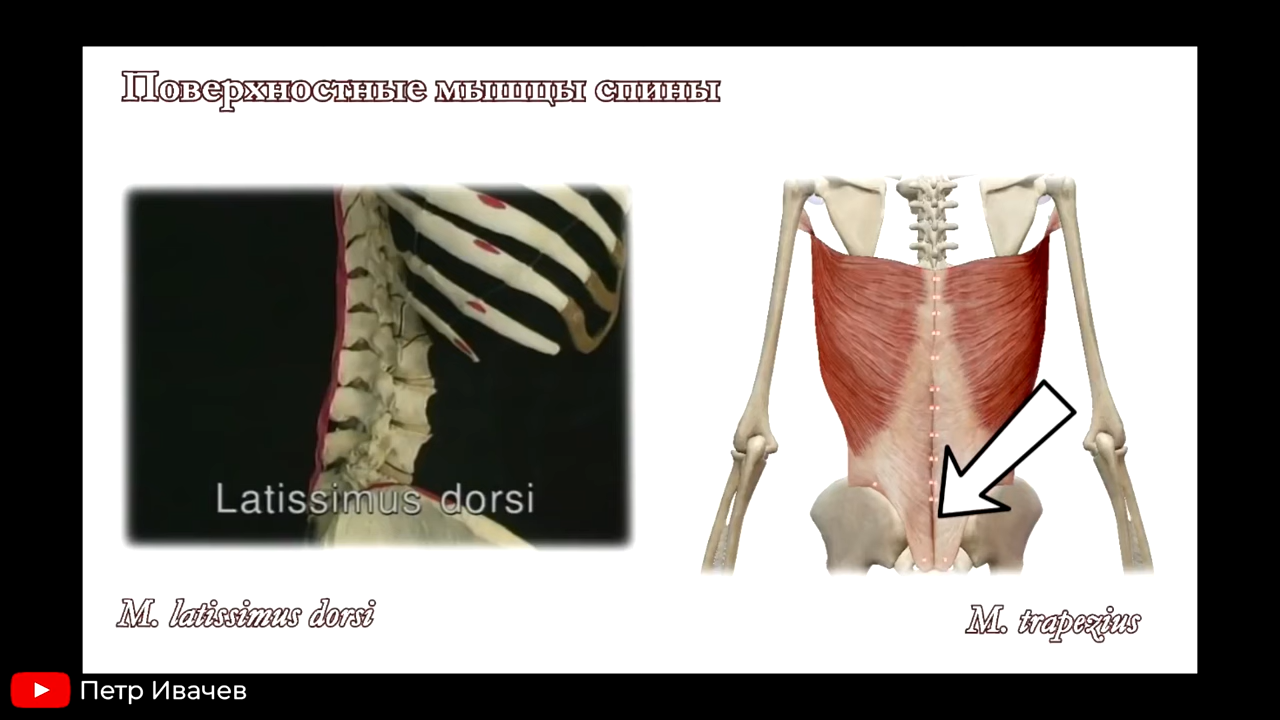 Поверхностные мышцы спины
Latissimus dorsi
M. latissimus dorsi
M. trapezius
Петр Ивачев